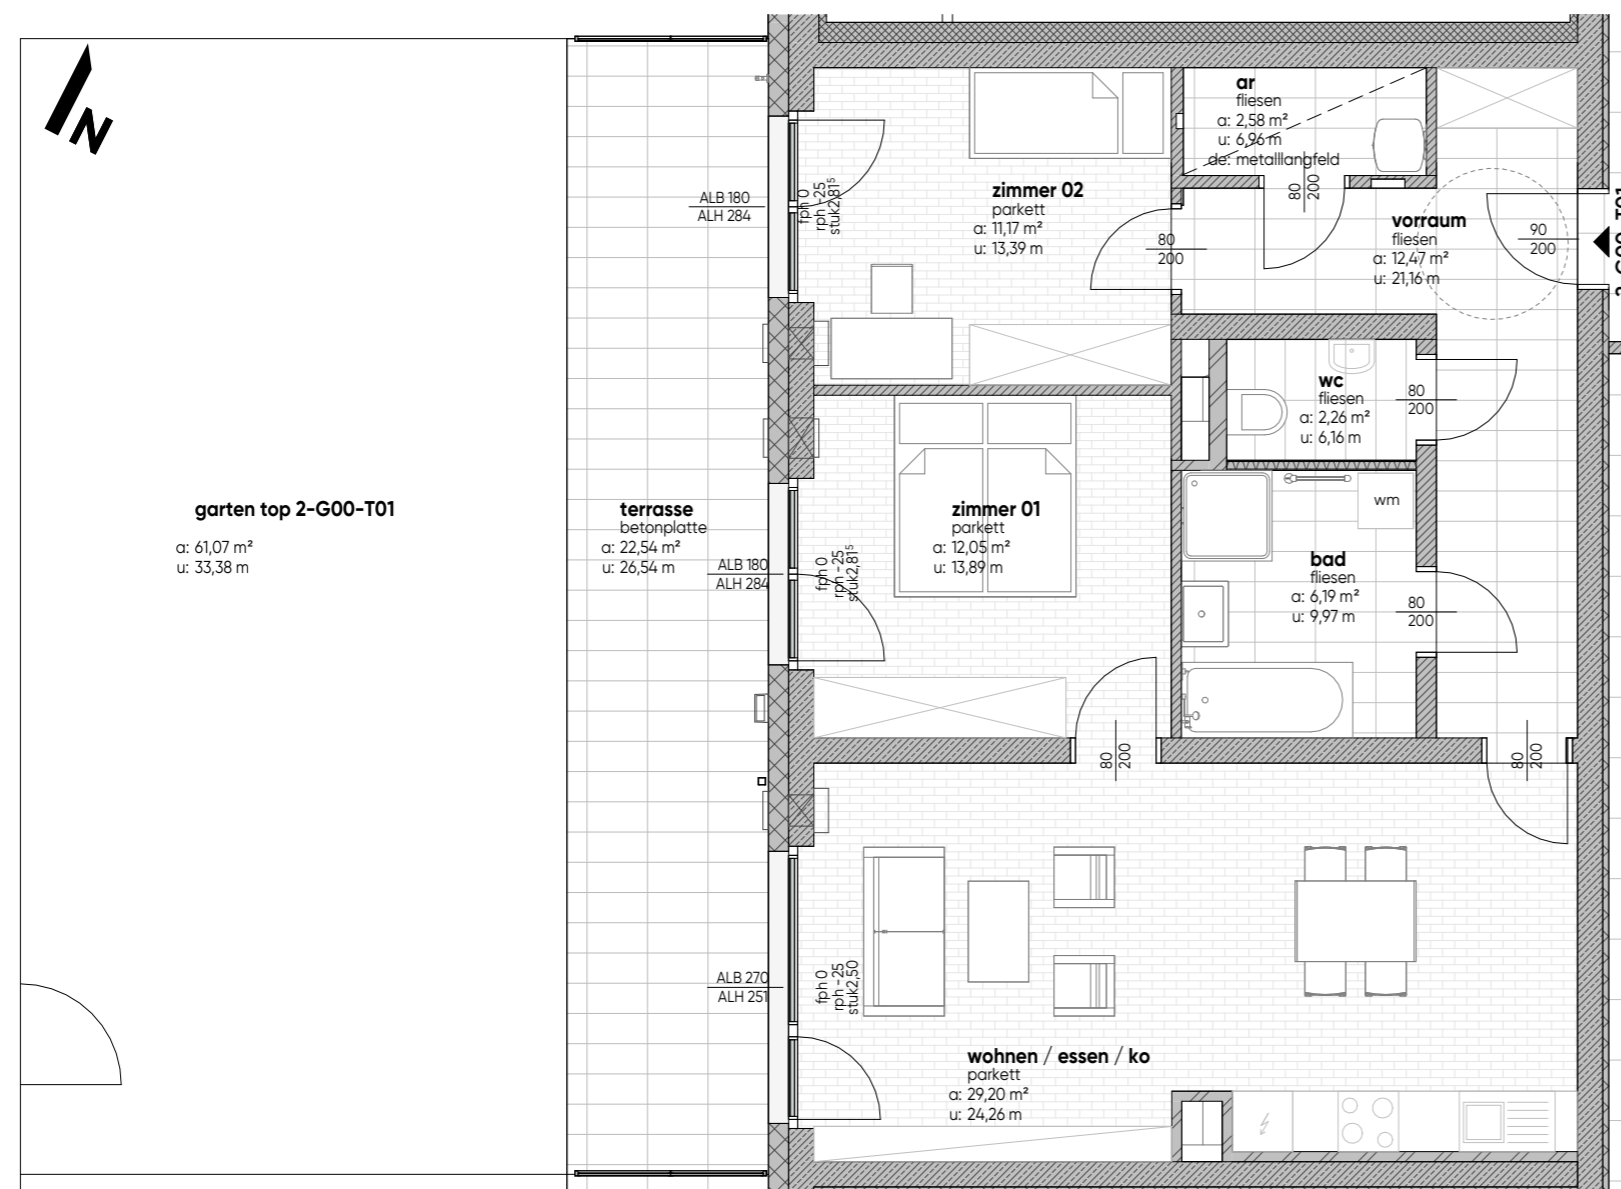 N
ar
fliesen
a: 2,58 m²
u: 6,96 m
de: metalllangfeld
80
200
zimmer 02
parkett
a: 11,17 m²
u: 13,39 m
ALB 180
ALH 284
fph 0
rph -25
stuk2,81⁵
80
200
vorraum
fliesen
a: 12,47 m²
u: 21,16 m
90
200
2-G00-T01
wc
fliesen
a: 2,26 m²
u: 6,16 m
80
200
garten top 2-G00-T01
a: 61,07 m²
u: 33,38 m
terrasse
betonplatte
a: 22,54 m²
u: 26,54 m
ALB 180
ALH 284
fph 0
rph -25
stuk2,81⁵
zimmer 01
parkett
a: 12,05 m²
u: 13,89 m
wm
bad
fliesen
a: 6,19 m²
u: 9,97 m
80
200
80
200
80
200
ALB 270
ALH 251
fph 0
rph -25
stuk2,50
wohnen / essen / ko
parkett
a: 29,20 m²
u: 24,26 m